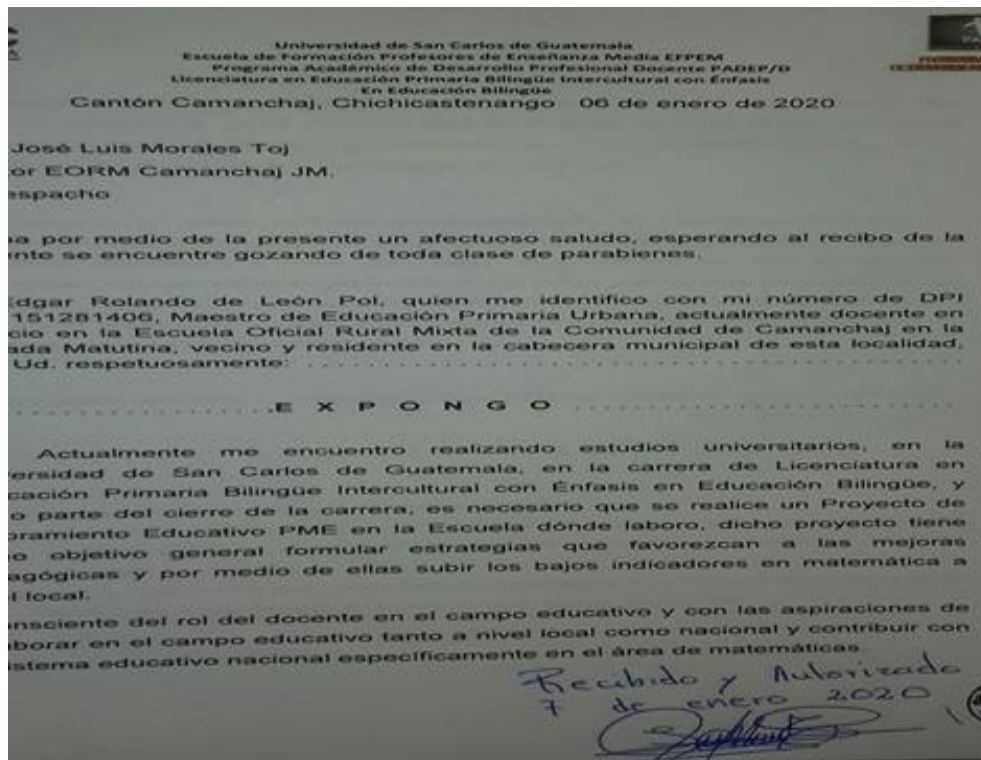 Universidad de San Carlos de Guatemala
Escuela de Formación Profesores de Enseñanza Media EFPEM
Programa Académico de Desarrollo Profesional Docente PADEP/D
Licenciatura en Educación Primaria Bilingüe Intercultural con Énfasis
En Educación Bilingüe
Cantón Camanchaj, Chichicastenango 06 de enero de 2020
José Luis Morales Toj
or EORM Camanchaj JM.
espacho
sa por medio de la presente un afectuoso saludo, esperando al recibo de la
ente se encuentre gozando de toda clase de parabienes.
Edgar Rolando de León Pol, quien me identifico con mi número de DPI
151281406, Maestro de Educación Primaria Urbana, actualmente docente en
cio en la Escuela Oficial Rural Mixta de la Comunidad de Camanchaj en la
ada Matutina, vecino y residente en la cabecera municipal de esta localidad,
Ud. respetuosamente: .................................................
....................E X P O N G O ............................
Actualmente me encuentro realizando estudios universitarios, en la
versidad de San Carlos de Guatemala, en la carrera de Licenciatura en
cación Primaria Bilingüe Intercultural con Énfasis en Educación Bilingüe, y
o parte del cierre de la carrera, es necesario que se realice un Proyecto de
oramiento Educativo PME en la Escuela dónde laboro, dicho proyecto tiene
o objetivo general formular estrategias que favorezcan a las mejoras
agógicas y por medio de ellas subir los bajos indicadores en matemática a
l local.
onsciente del rol del docente en el campo educativo y con las aspiraciones de
aborar en el campo educativo tanto a nivel local como nacional y contribuir con
istema educativo nacional específicamente en el área de matemáticas
Recibido y Autorizado
7 de enero 2020